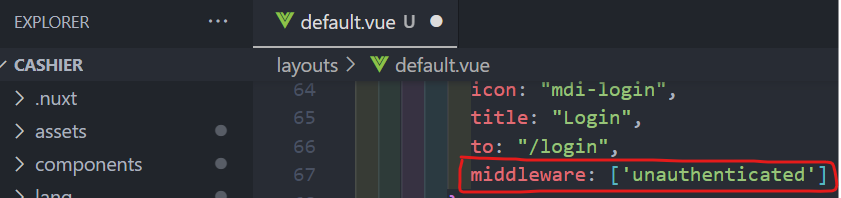 EXPLORER
···
default.vue U
CASHIER
layouts > default.vue
.nuxt
64 icon: "mdi-login",
assets
65 title: "Login",
components
66 to: "/login",
lang
67 middleware: ['unauthenticated']